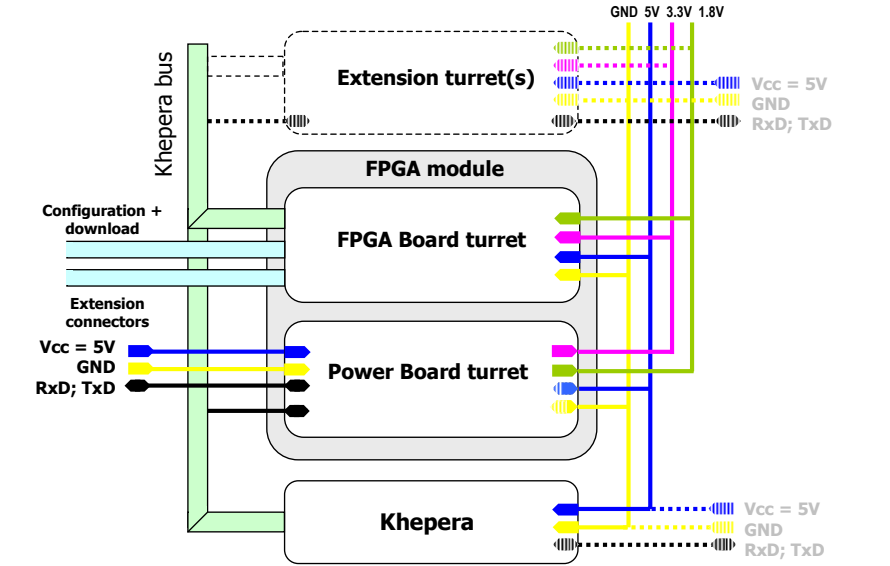 GND 5V 3.3V 1.8V
Khepera bus
Extension turret(s)
Vcc = 5V
GND
RxD; TxD
FPGA module
Configuration +
download
FPGA Board turret
Extension
connectors
Vcc = 5V
GND
RxD; TxD
Power Board turret
Khepera
Vcc = 5V
GND
RxD; TxD